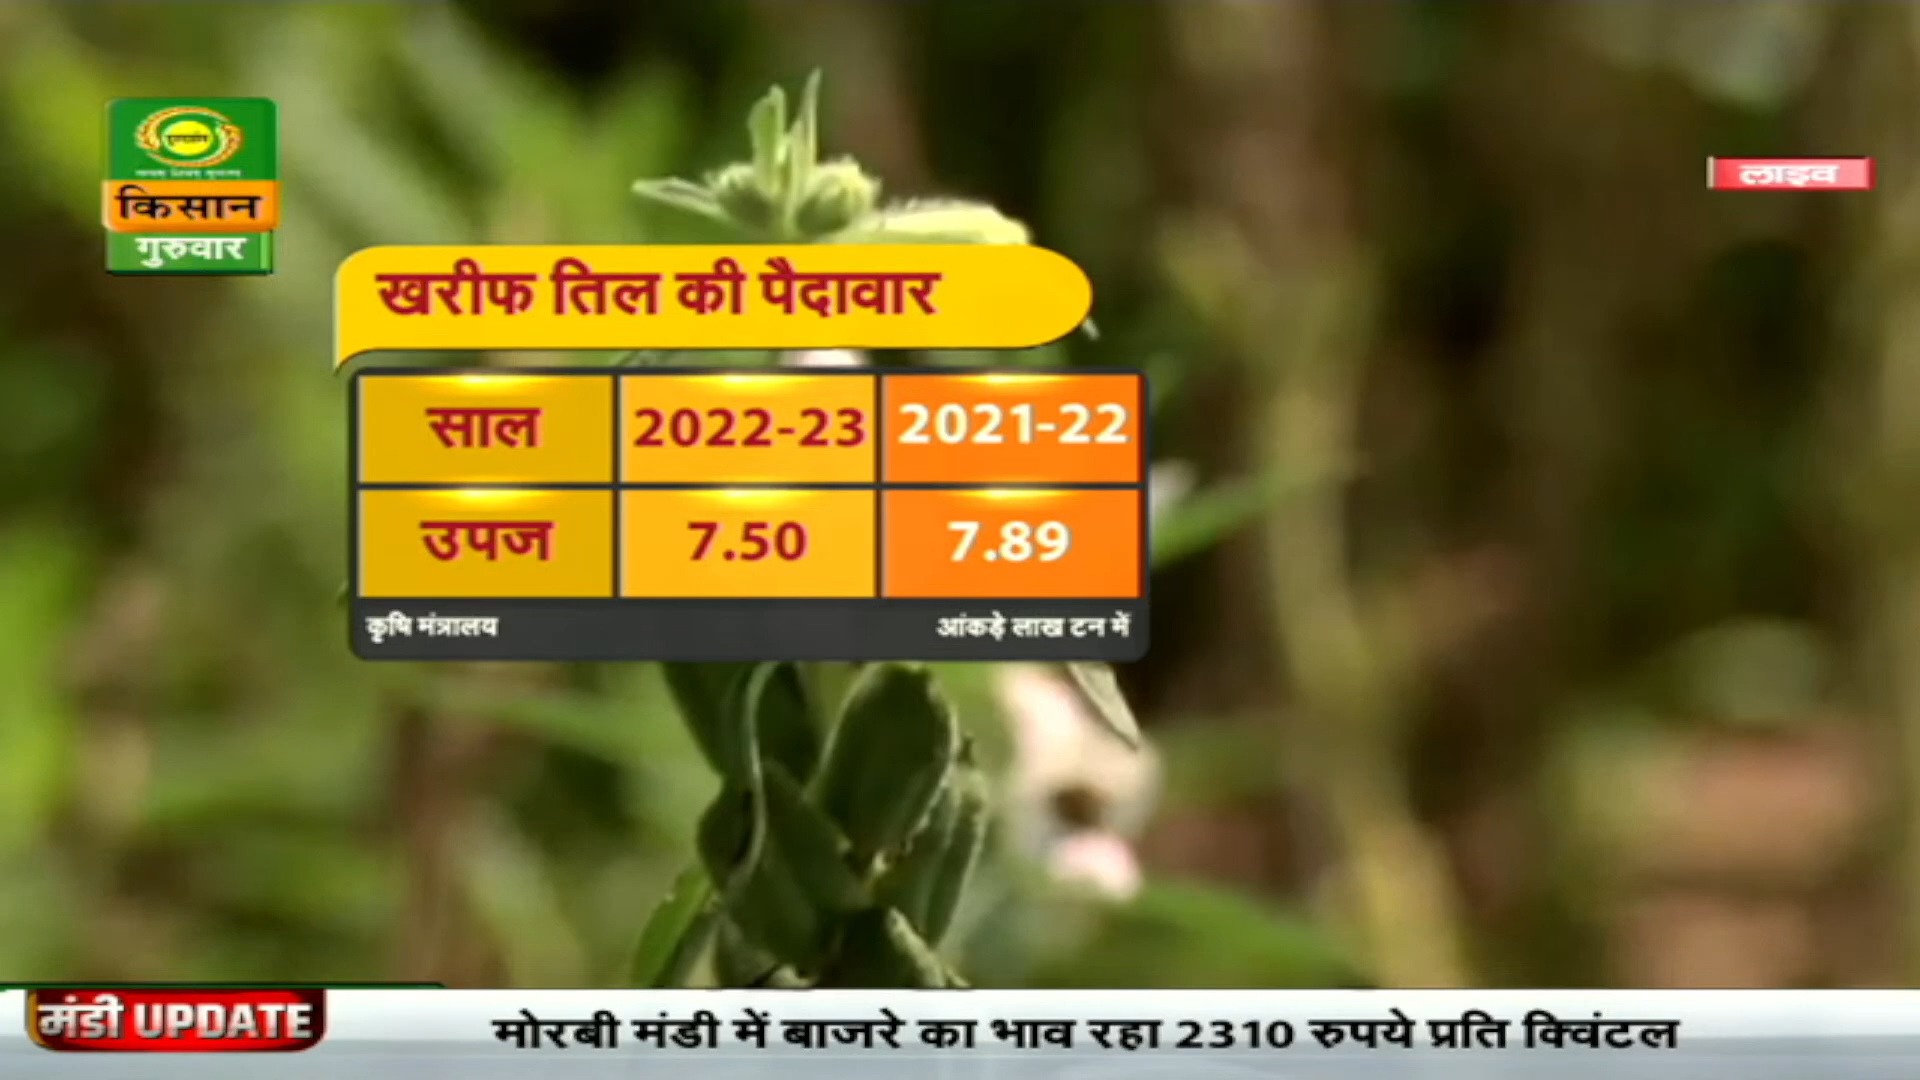 किसान
गुरुवार
लाइव
खरीफ तिल की पैदावार
साल 2022-23 2021-22
उपज 7.50 7.89
कृषि मंत्रालय आंकड़े लाख टन में
मंडी UPDATE
मोरबी मंडी में बाजरे का भाव रहा 2310 रुपये प्रति क्विंटल